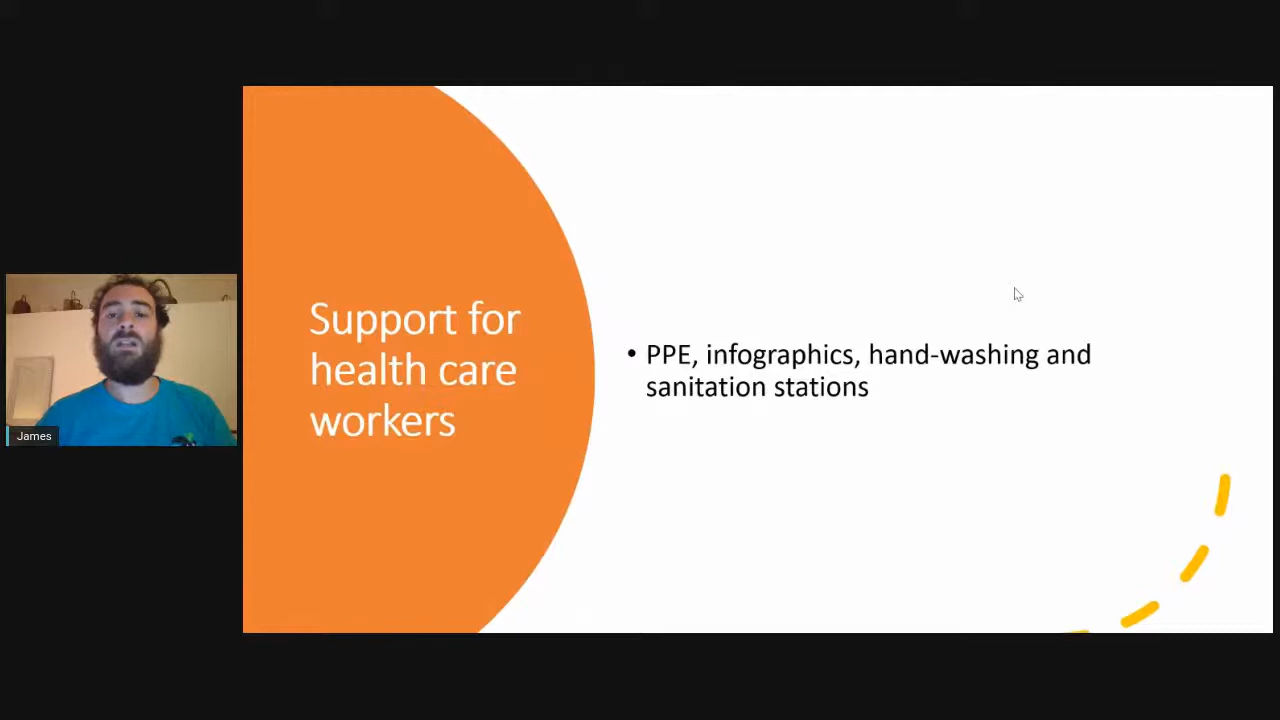 Support for
health care
workers
• PPE, infographics, hand-washing and
sanitation stations
James